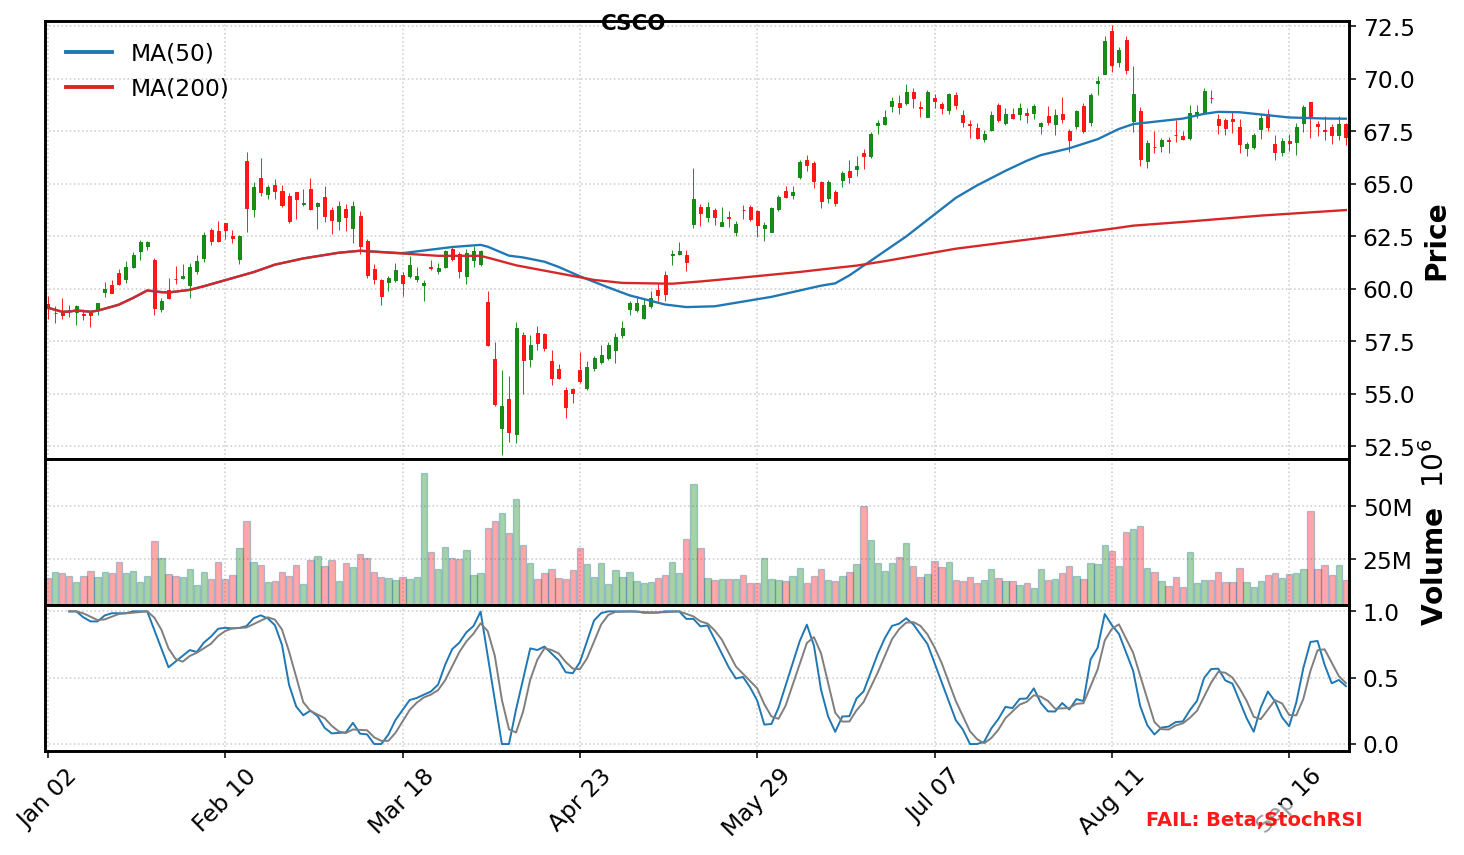 CSCO
MA(50)
MA(200)
72.5
70.0
67.5
65.0
62.5
60.0
57.5
55.0
52.5
Price
50M
25M
Volume 10^6
1.0
0.5
0.0
Jan 02
Feb 10
Mar 18
Apr 23
May 29
Jul 07
Aug 11
Sep 16
FAIL: Beta,StochRSI